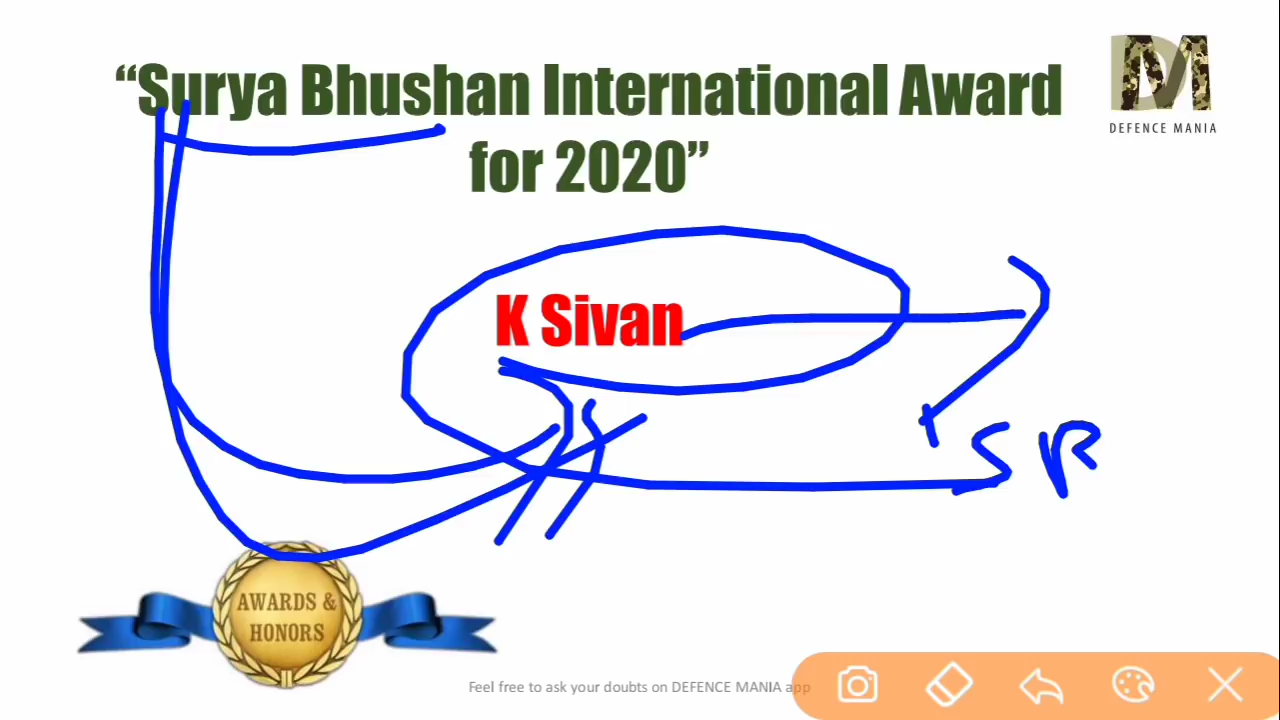 “Surya Bhushan International Award
for 2020”
DM
DEFENCE MANIA
K Sivan
SR
AWARDS &
HONORS
Feel free to ask your doubts on DEFENCE MANIA app